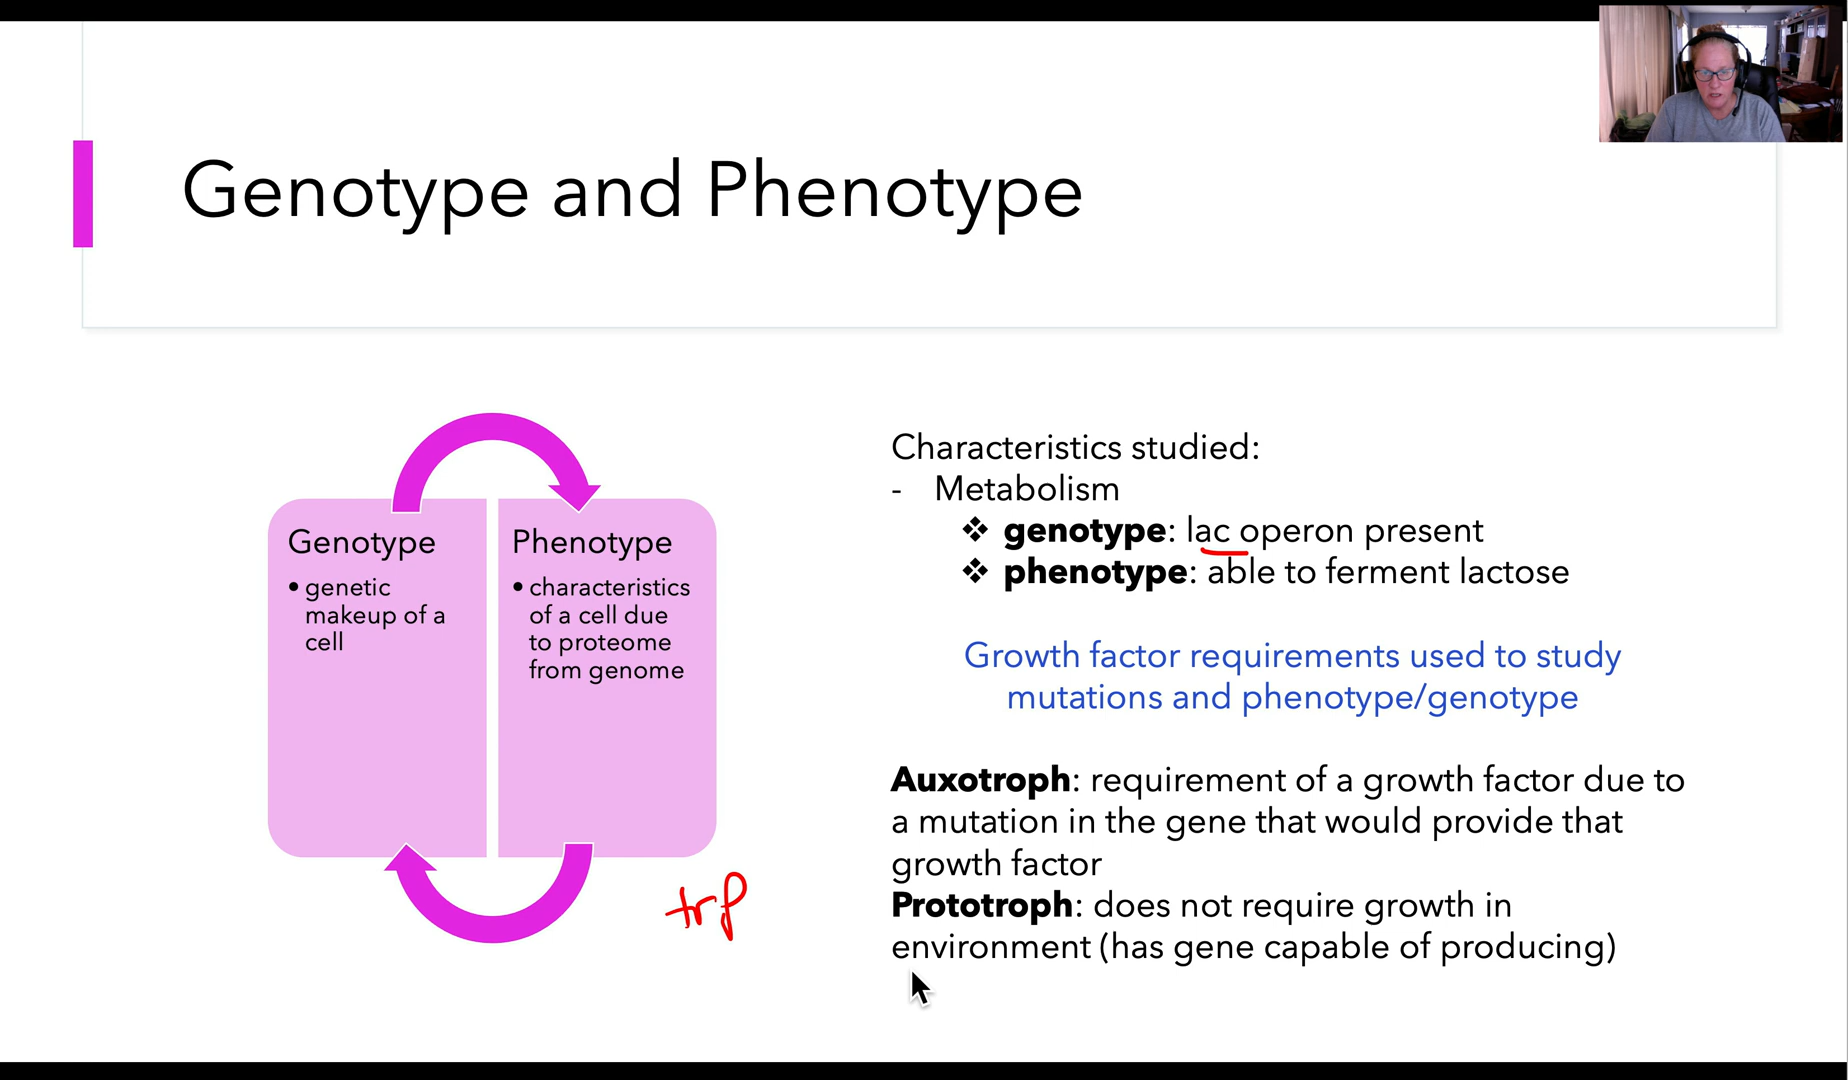 Genotype and Phenotype
Genotype
• genetic
makeup of a
cell
Phenotype
• characteristics
of a cell due
to proteome
from genome
trp
Characteristics studied:
- Metabolism
❖ genotype: lac operon present
❖ phenotype: able to ferment lactose
Growth factor requirements used to study
mutations and phenotype/genotype
Auxotroph: requirement of a growth factor due to
a mutation in the gene that would provide that
growth factor
Prototroph: does not require growth in
environment (has gene capable of producing)